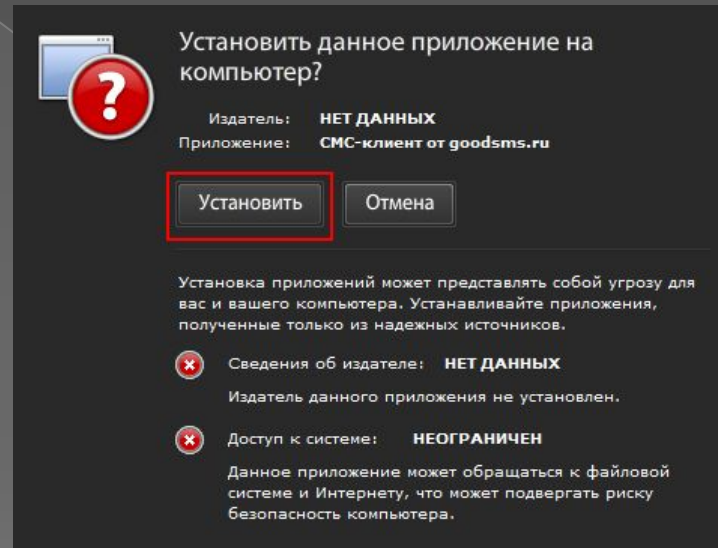 Установить данное приложение на
компьютер?
Издатель: НЕТ ДАННЫХ
Приложение: СМС-клиент от goodsms.ru
Установить Отмена
Установка приложений может представлять собой угрозу для
вас и вашего компьютера. Устанавливайте приложения,
полученные только из надежных источников.
Сведения об издателе: НЕТ ДАННЫХ
Издатель данного приложения не установлен.
Доступ к системе: НЕОГРАНИЧЕН
Данное приложение может обращаться к файловой
системе и Интернету, что может подвергать риску
безопасность компьютера.